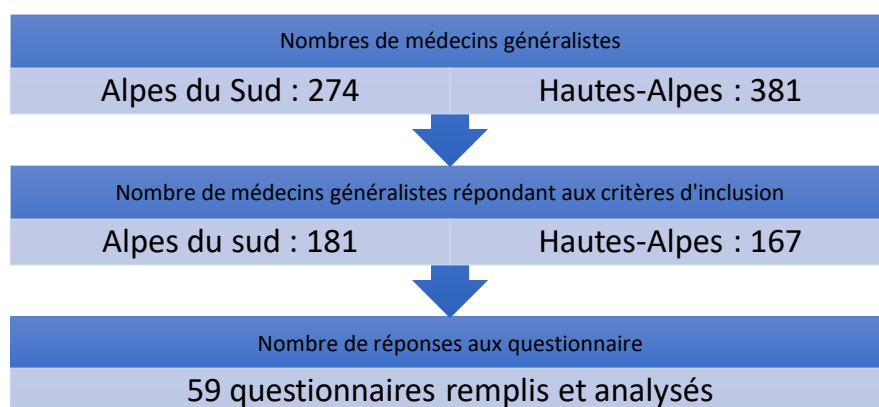 Nombres de médecins généralistes
Alpes du Sud : 274 Hautes-Alpes : 381
Nombre de médecins généralistes répondant aux critères d'inclusion
Alpes du sud : 181 Hautes-Alpes : 167
Nombre de réponses aux questionnaire
59 questionnaires remplis et analysés